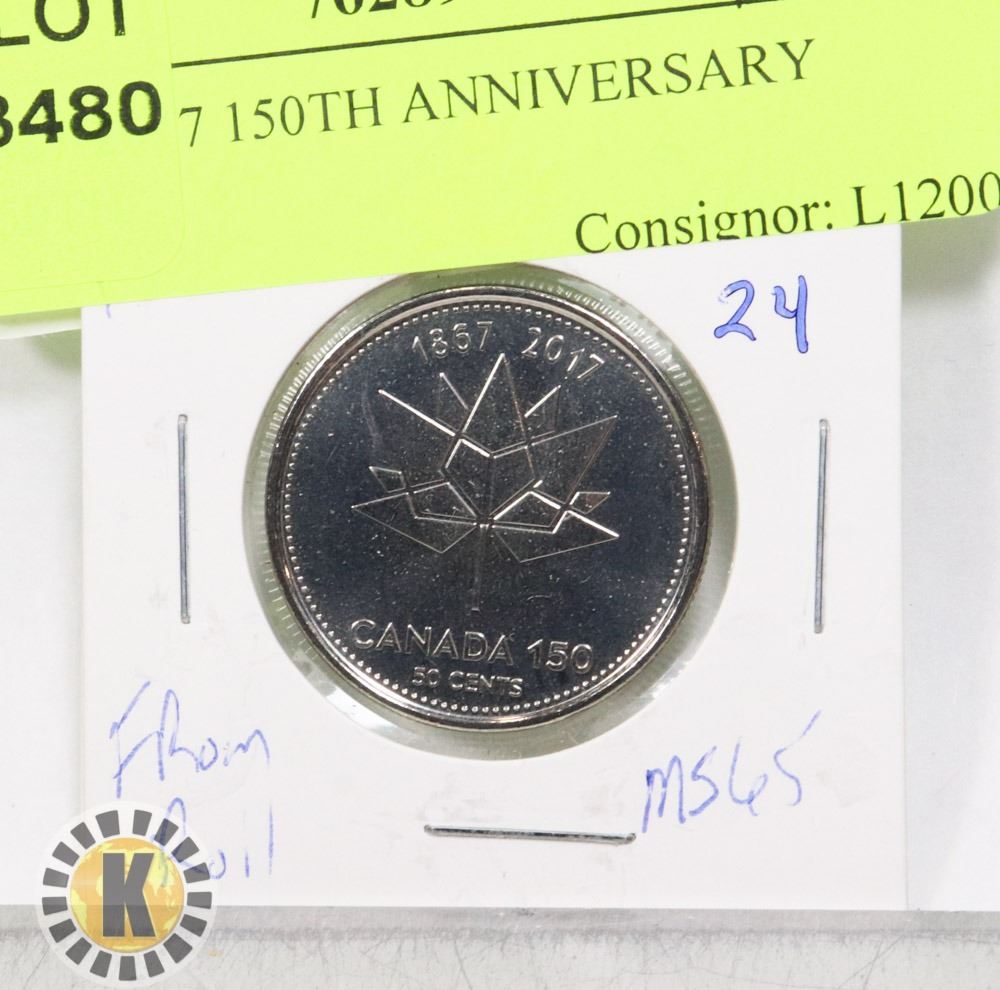 LOT
3480
7 150TH ANNIVERSARY
Consignor: L1200
24
1867 2017
CANADA 150
50 CENTS
FROM
Roll
MS65
K